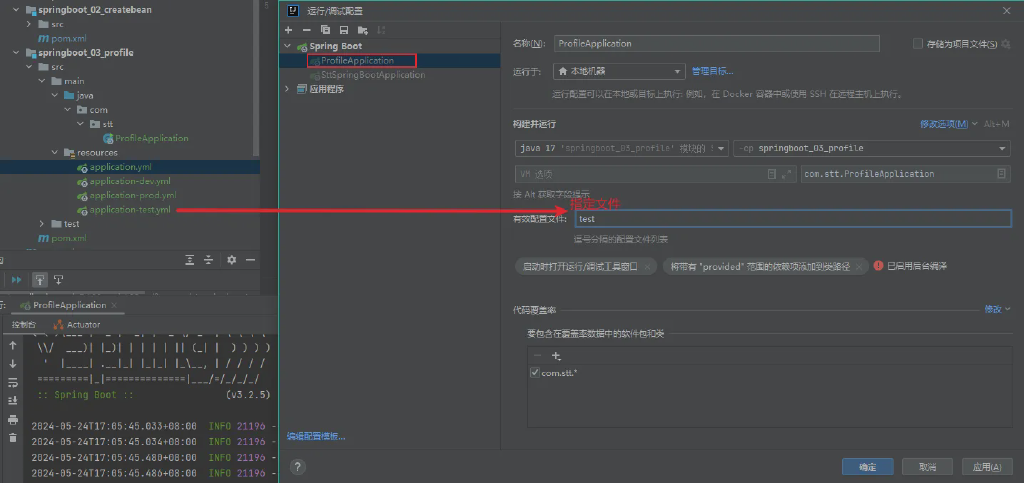 springboot_02_createbean
src
pom.xml
springboot_03_profile
src
main
java
com
stt
ProfileApplication
resources
application.yml
application-dev.yml
application-prod.yml
application-test.yml
test
pom.xml
行:
ProfileApplication
控制台
Actuator
\\/ ___)| |_)| | | | | || (_| | ) ) ) )
' |____| .__|_| |_|_| |_\__, | / / / /
=========|_|==============|___/=/_/_/_/
:: Spring Boot :: (v3.2.5)
2024-05-24T17:05:45.033+08:00 INFO 21196 -
2024-05-24T17:05:45.034+08:00 INFO 21196 -
2024-05-24T17:05:45.480+08:00 INFO 21196 -
2024-05-24T17:05:45.486+08:00 INFO 21196 -
运行/调试配置
Spring Boot
ProfileApplication
SttSpringBootApplication
应用程序
编辑配置模板...
名称(N): ProfileApplication
存储为项目文件(S)
运行于: 本地机器 管理目标...
运行配置可以在本地或目标上执行: 例如，在 Docker 容器中或使用 SSH 在远程主机上执行。
构建并运行
修改选项(M) Alt+M
java 17 'springboot_03_profile' 模块的
-cp springboot_03_profile
VM 选项
com.stt.ProfileApplication
按 Alt 获取字段提示
指定文件
有效配置文件: test
逗号分隔的配置文件列表
启动时打开运行/调试工具窗口 ×
将带有 "provided" 范围的依赖项添加到类路径 ×
已启用后台编译
代码覆盖率
修改
要包含在覆盖率数据中的软件包和类
com.stt.*
?
确定
取消
应用(A)